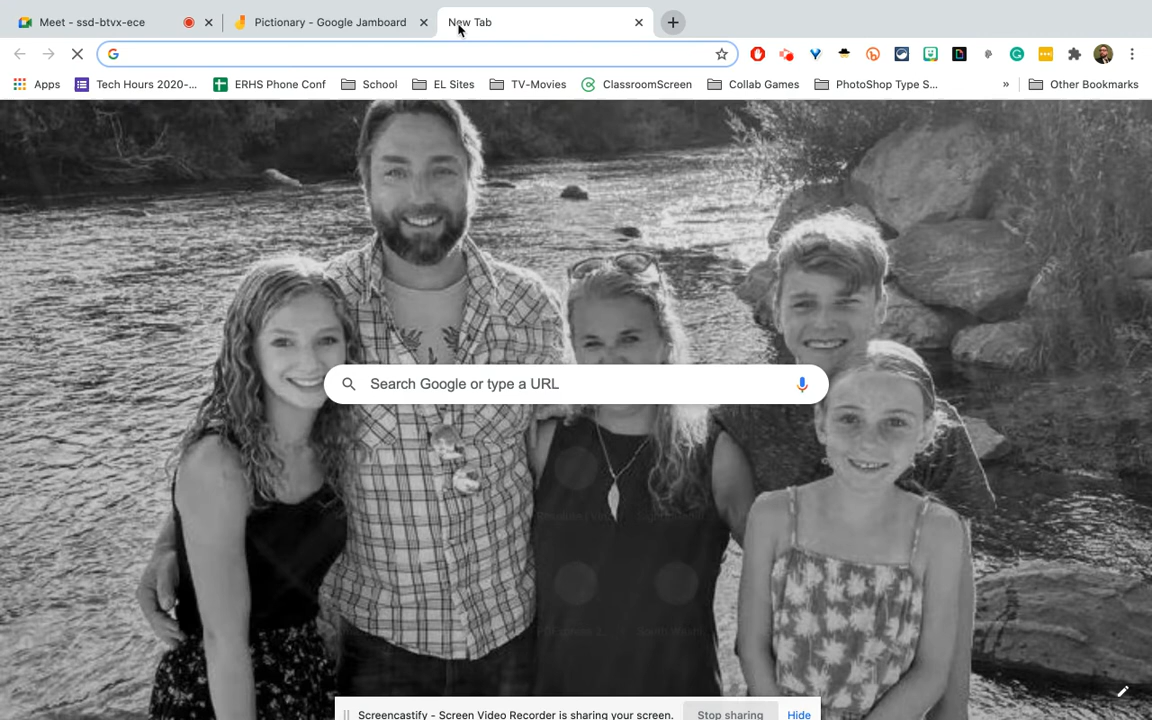 Meet - ssd-btvx-ece
Pictionary - Google Jamboard
New Tab
Apps
Tech Hours 2020-...
ERHS Phone Conf
School
EL Sites
TV-Movies
ClassroomScreen
Collab Games
PhotoShop Type S...
»
Other Bookmarks
Search Google or type a URL
Screencastify - Screen Video Recorder is sharing your screen.
Stop sharing
Hide